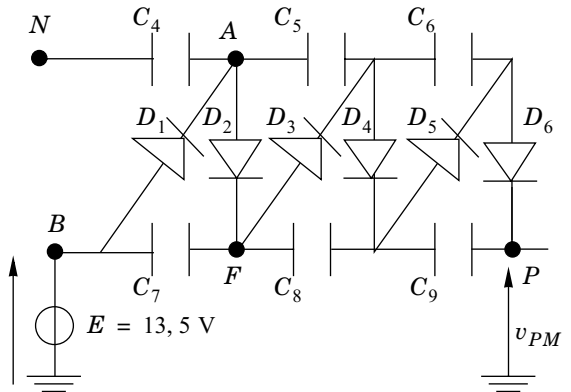 C4 C5 C6
N A
D1 D2 D3 D4 D5 D6
B
F P
C7 C8 C9
E = 13, 5 V
vPM